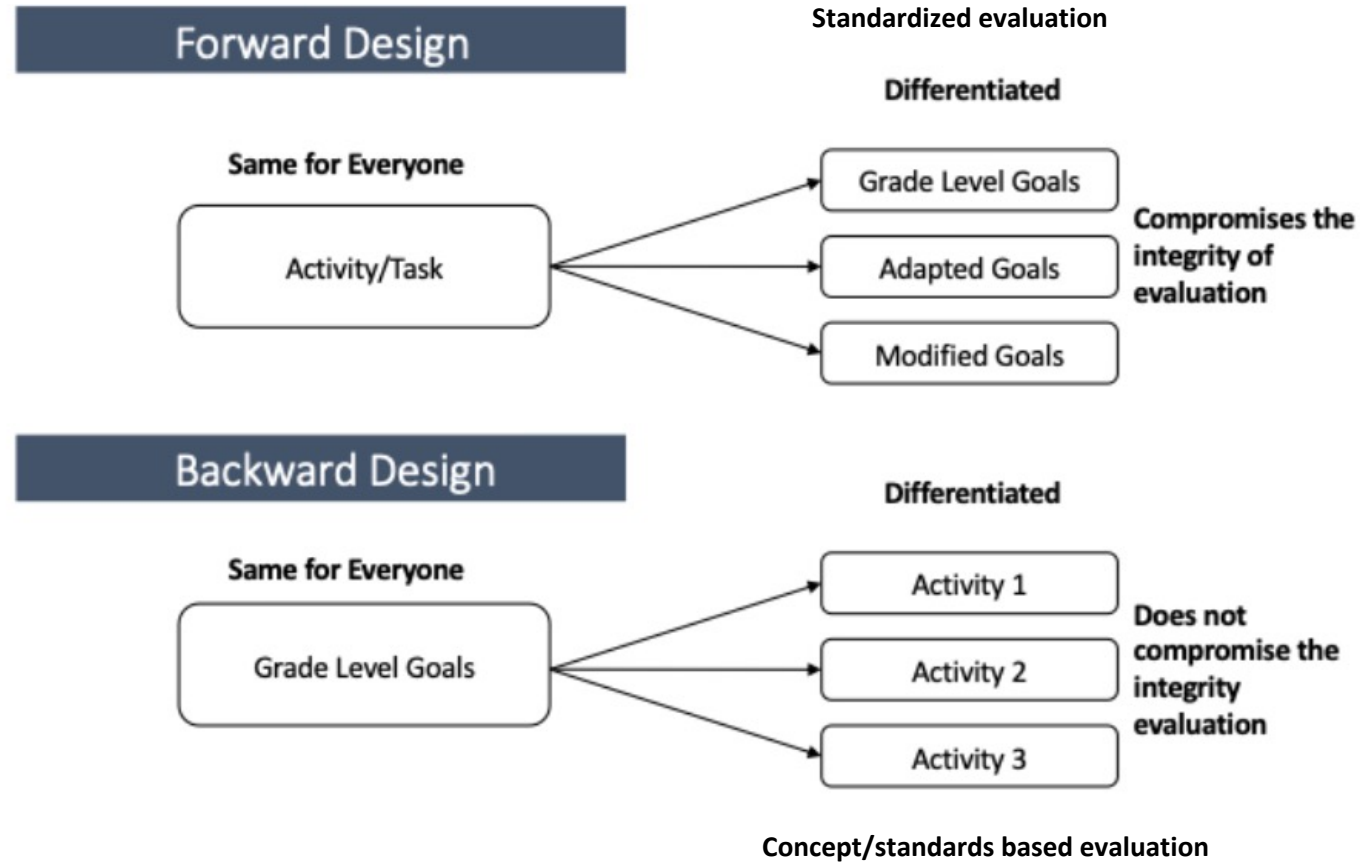 Standardized evaluation
Forward Design
Differentiated
Same for Everyone
Activity/Task
Grade Level Goals
Adapted Goals
Modified Goals
Compromises the
integrity of
evaluation
Backward Design
Differentiated
Same for Everyone
Grade Level Goals
Activity 1
Activity 2
Activity 3
Does not
compromise the
integrity
evaluation
Concept/standards based evaluation